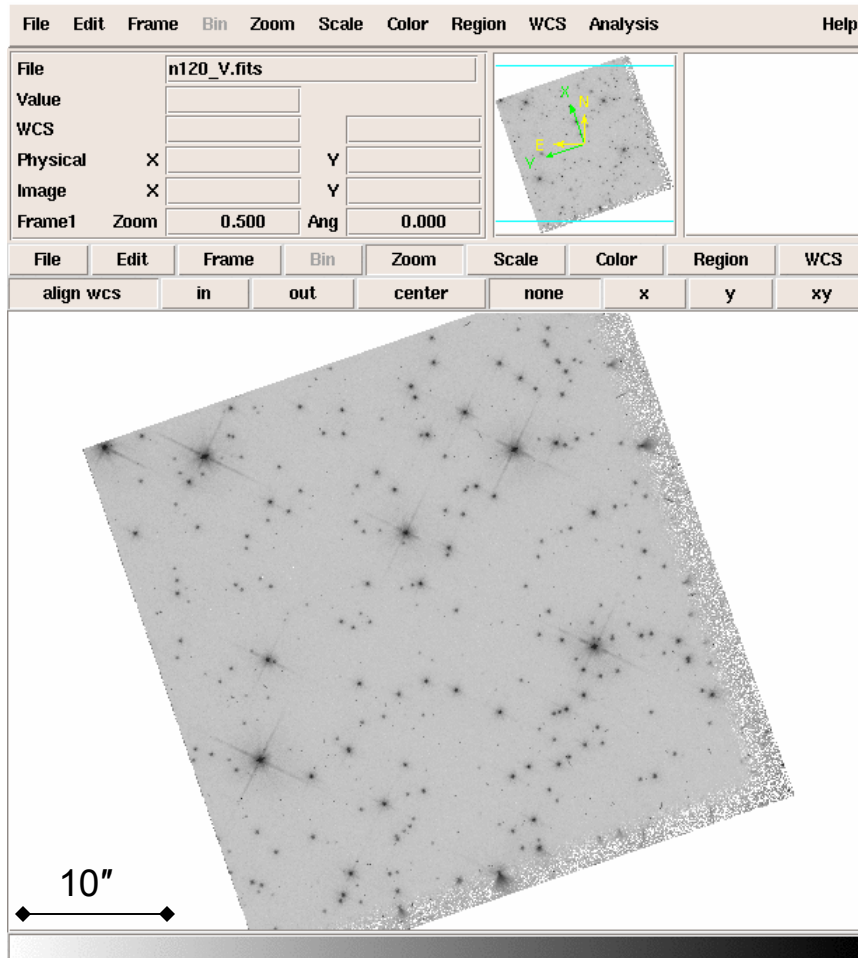 File Edit Frame Bin Zoom Scale Color Region WCS Analysis Help
File n120_V.fits
Value
WCS
Physical X Y
Image X Y
Frame1 Zoom 0.500 Ang 0.000
X
N
E
Y
File Edit Frame Bin Zoom Scale Color Region WCS
align wcs in out center none x y xy
10″